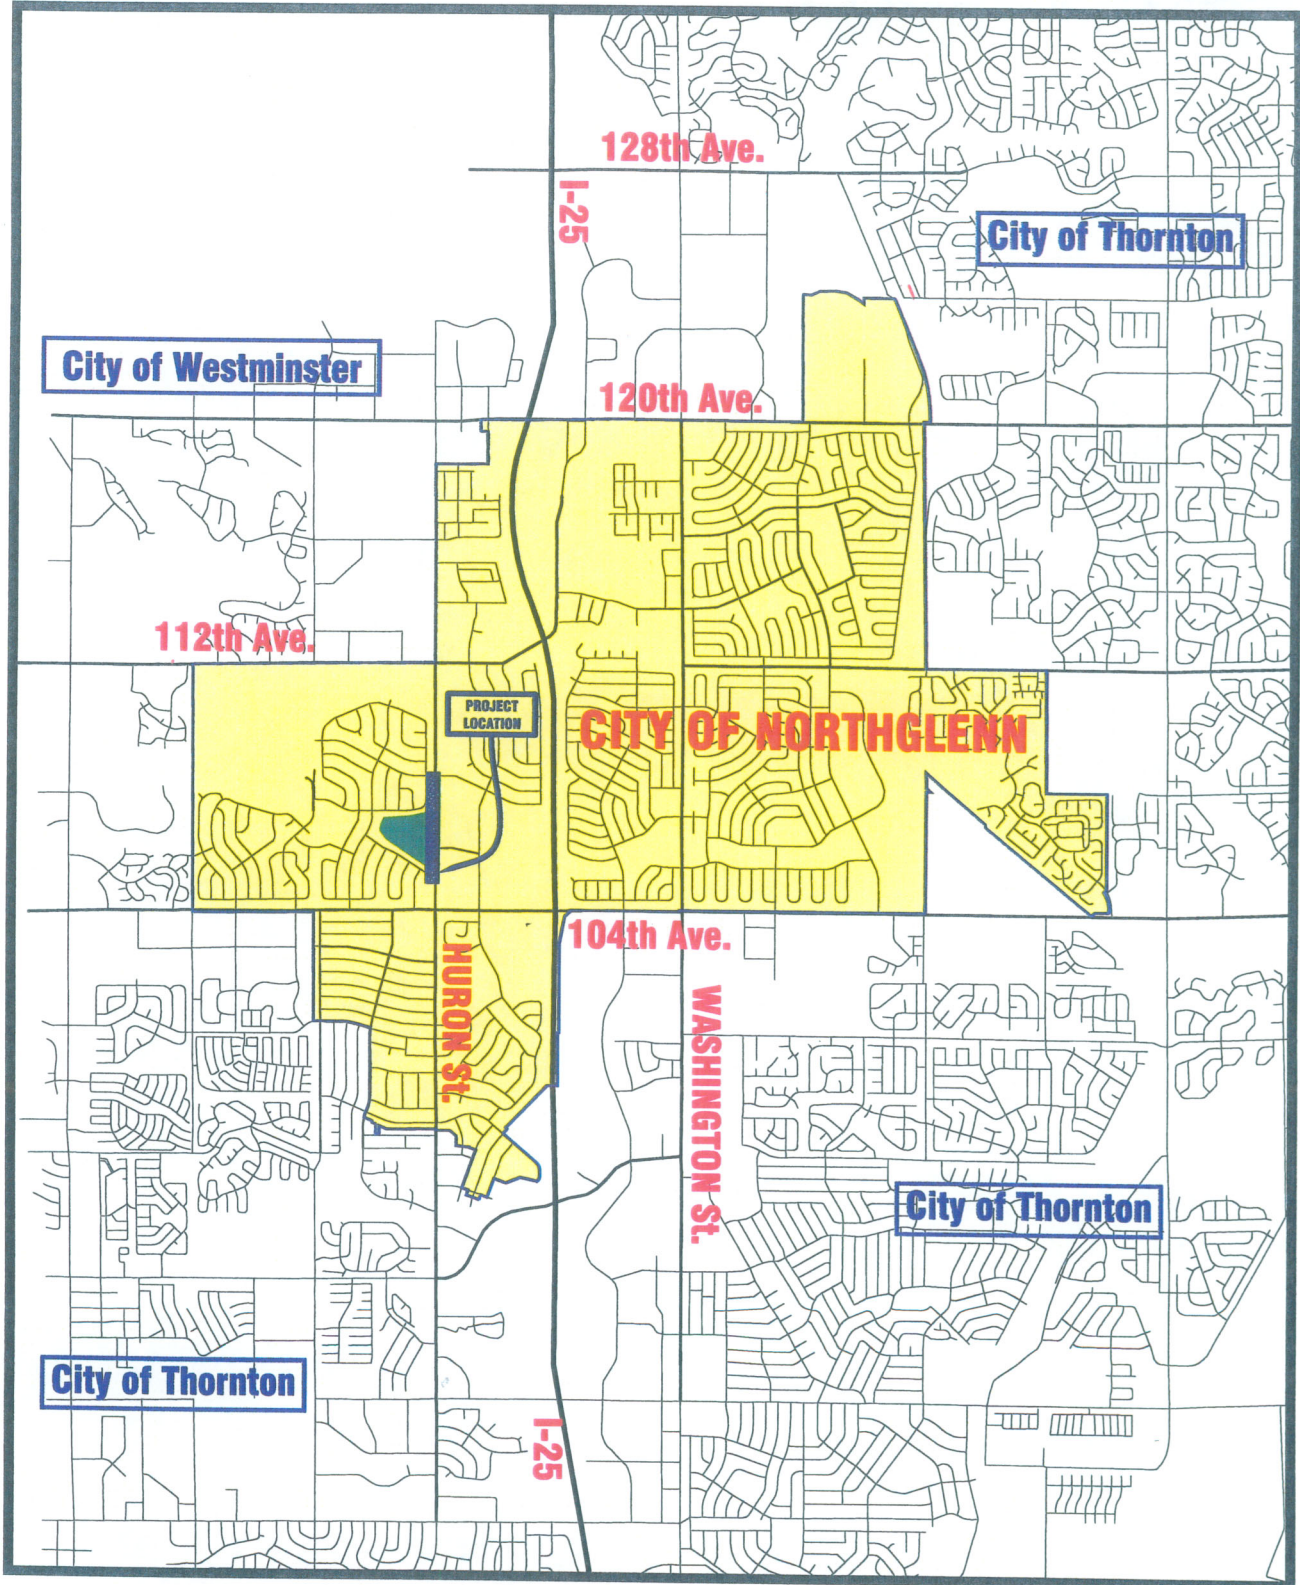 128th Ave.
I-25
City of Thornton
City of Westminster
120th Ave.
112th Ave.
PROJECT
LOCATION
CITY OF NORTHGLENN
104th Ave.
HURON St.
WASHINGTON St.
City of Thornton
City of Thornton
I-25